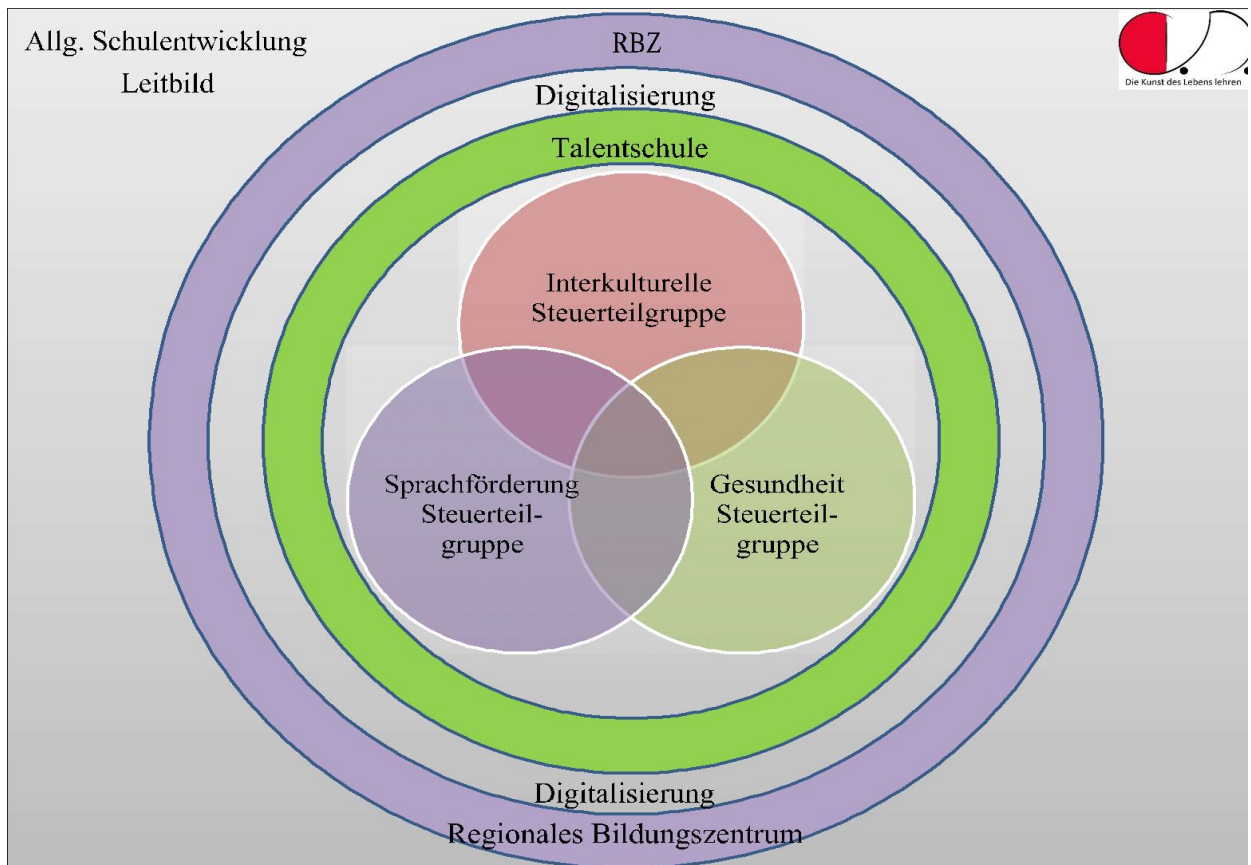 Allg. Schulentwicklung
Leitbild
RBZ
Die Kunst des Lebens lehren
Digitalisierung
Talentschule
Interkulturelle
Steuerteilgruppe
Sprachförderung
Steuerteil-
gruppe
Gesundheit
Steuerteil-
gruppe
Digitalisierung
Regionales Bildungszentrum